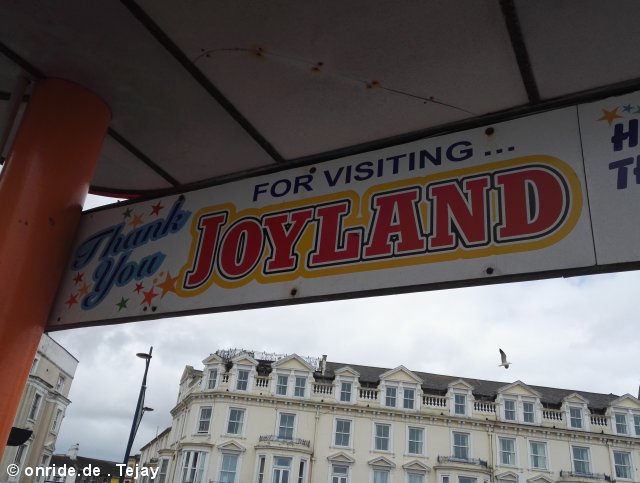 Thank
You
FOR VISITING ...
JOYLAND
© onride.de . Tejay